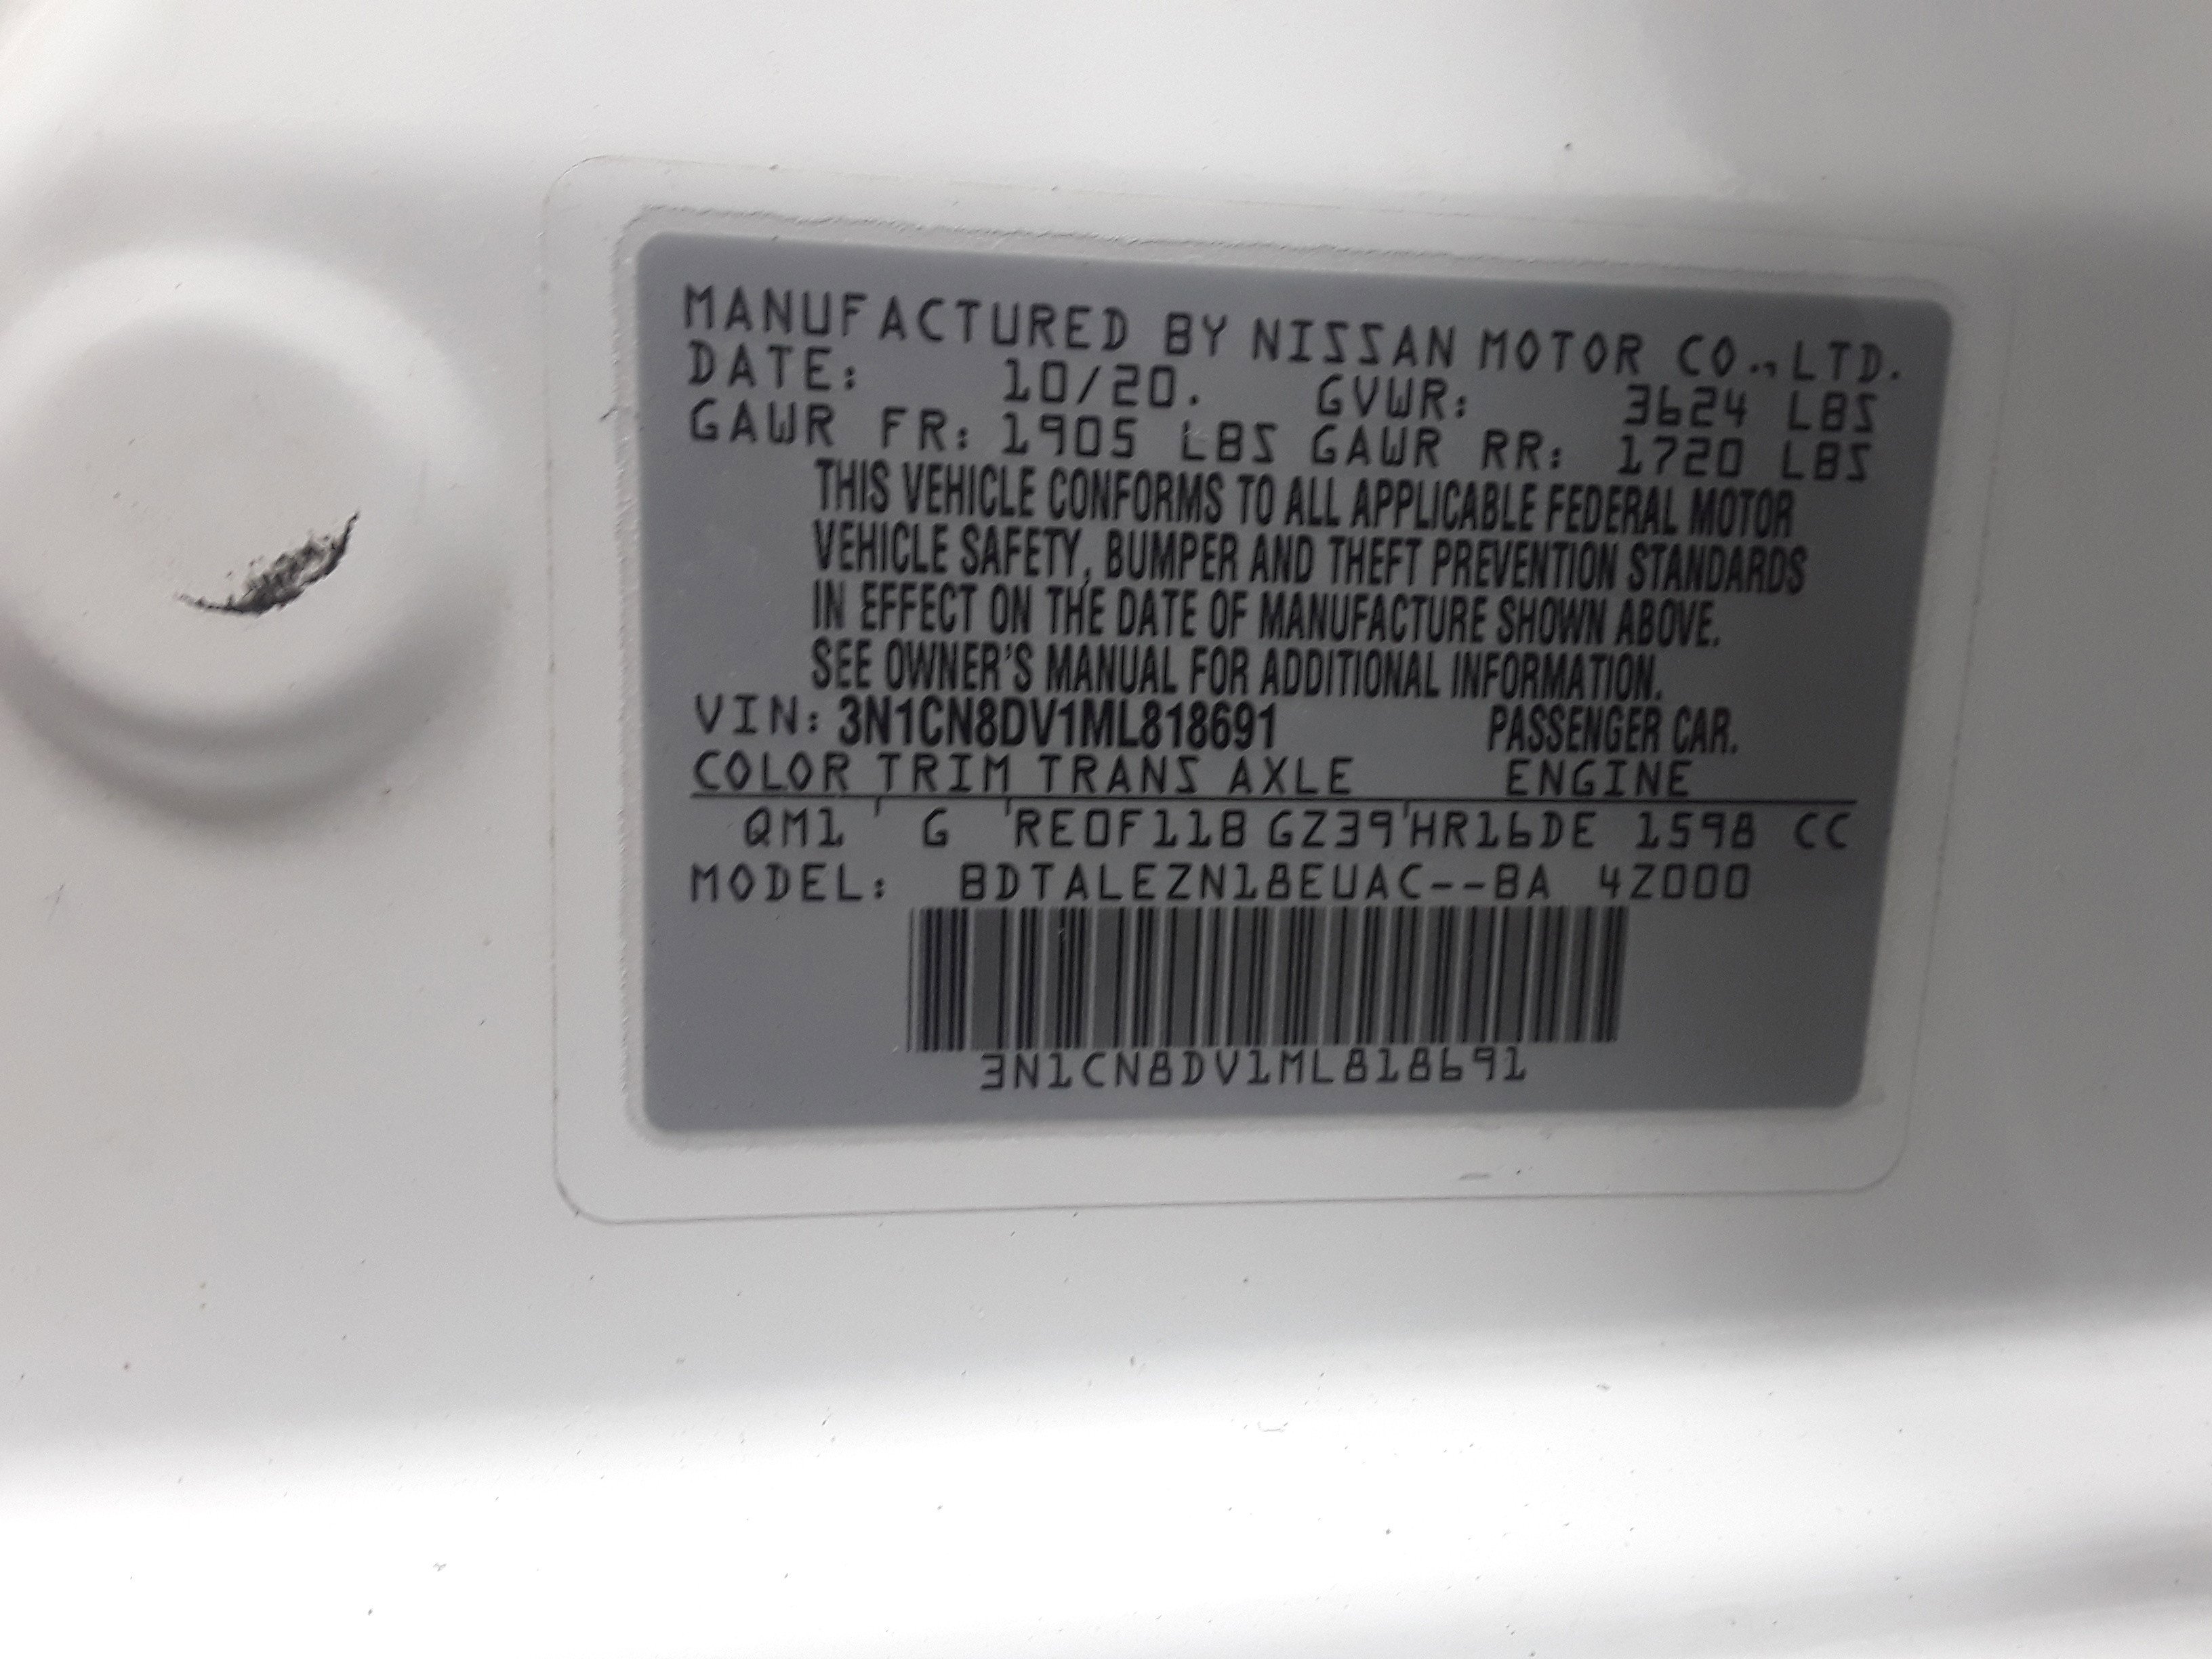 MANUFACTURED BY NISSAN MOTOR CO.,LTD.
DATE: 10/20. GVWR: 3624 LBS
GAWR FR: 1905 LBS GAWR RR: 1720 LBS
THIS VEHICLE CONFORMS TO ALL APPLICABLE FEDERAL MOTOR
VEHICLE SAFETY, BUMPER AND THEFT PREVENTION STANDARDS
IN EFFECT ON THE DATE OF MANUFACTURE SHOWN ABOVE.
SEE OWNER'S MANUAL FOR ADDITIONAL INFORMATION.
VIN: 3N1CN8DV1ML818691 PASSENGER CAR.
COLOR TRIM TRANS AXLE ENGINE
QM1 G RE0F11B GZ39 HR16DE 1598 CC
MODEL: BDTALEZN18EUAC--BA 4Z000
3N1CN8DV1ML818691